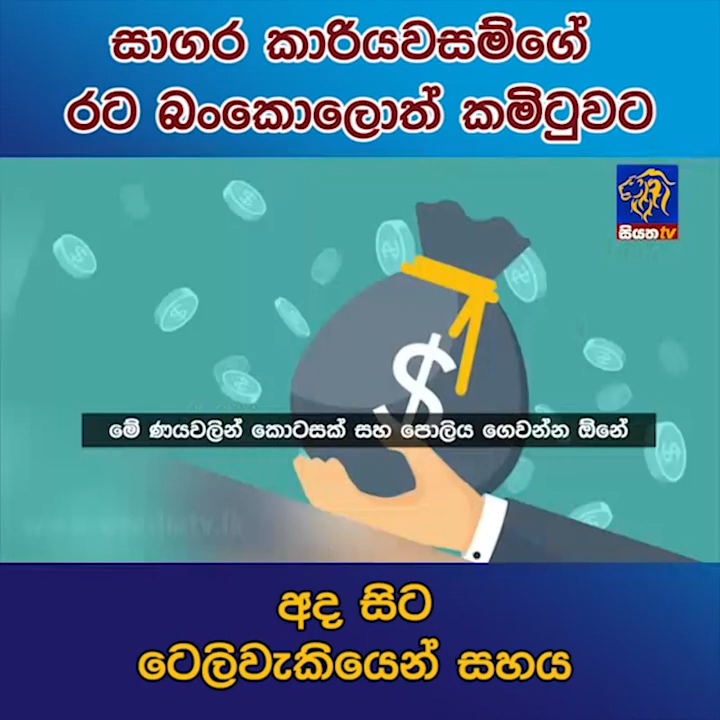 සාගර කාරියවසම්ගේ
රට බංකොලොත් කමිටුවට
සියත tv
මේ ණයවලින් කොටසක් සහ පොලිය ගෙවන්න ඕනේ
අද සිට
ටෙලිවැකියෙන් සහය